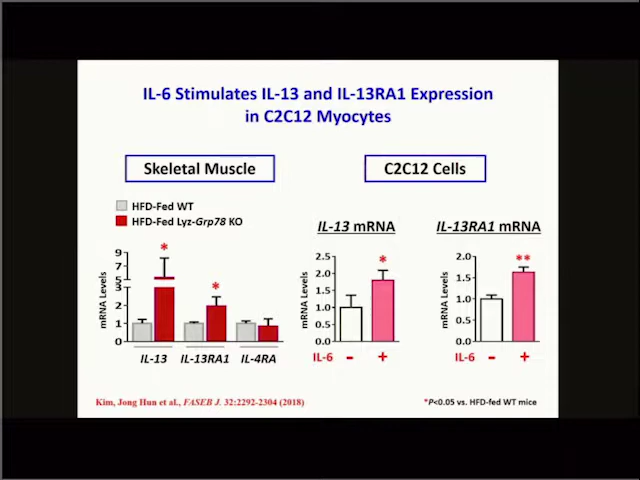 IL-6 Stimulates IL-13 and IL-13RA1 Expression
in C2C12 Myocytes
Skeletal Muscle
C2C12 Cells
HFD-Fed WT
HFD-Fed Lyz-Grp78 KO
mRNA Levels
9
7
5
3
2
1
0
*
*
IL-13 IL-13RA1 IL-4RA
IL-13 mRNA
mRNA Levels
2.5
2.0
1.5
1.0
0.5
0.0
*
IL-6 - +
IL-13RA1 mRNA
mRNA Levels
2.0
1.0
0.0
**
IL-6 - +
Kim, Jong Hun et al., FASEB J. 32:2292-2304 (2018)
*P<0.05 vs. HFD-fed WT mice